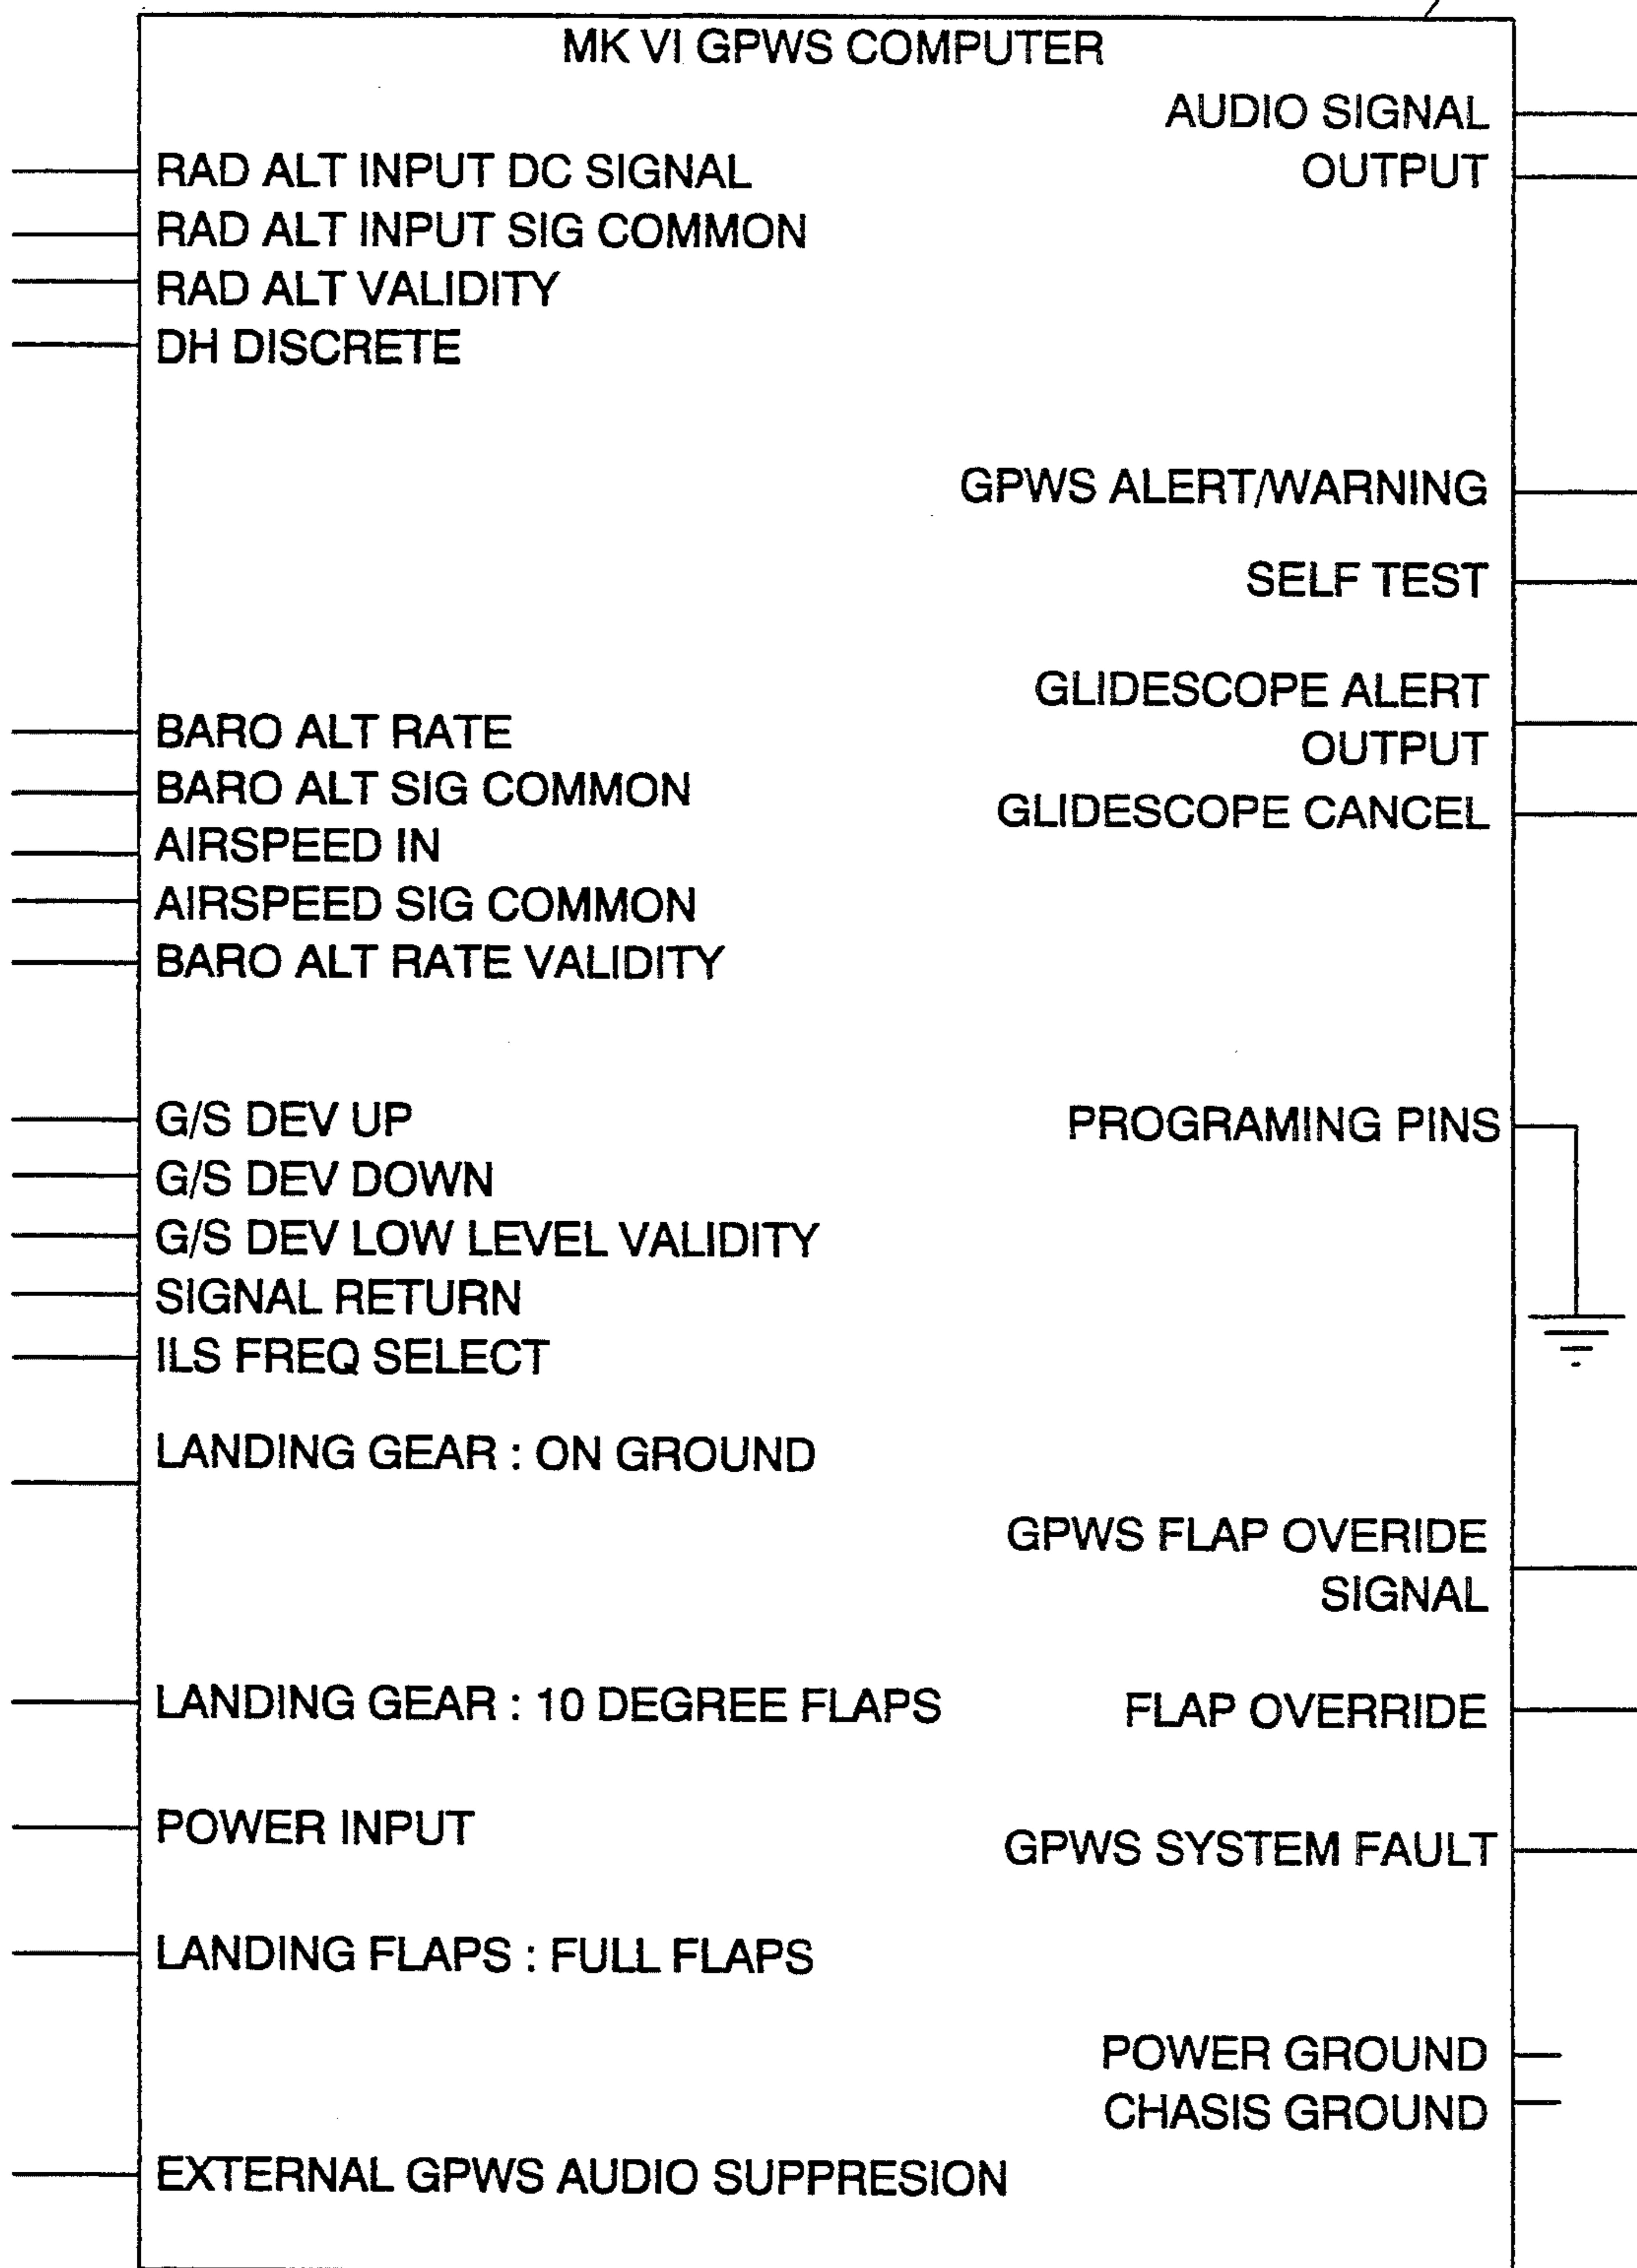 MK VI GPWS COMPUTER
AUDIO SIGNAL
OUTPUT
RAD ALT INPUT DC SIGNAL
RAD ALT INPUT SIG COMMON
RAD ALT VALIDITY
DH DISCRETE
GPWS ALERT/WARNING
SELF TEST
GLIDESCOPE ALERT
OUTPUT
GLIDESCOPE CANCEL
BARO ALT RATE
BARO ALT SIG COMMON
AIRSPEED IN
AIRSPEED SIG COMMON
BARO ALT RATE VALIDITY
G/S DEV UP
G/S DEV DOWN
G/S DEV LOW LEVEL VALIDITY
SIGNAL RETURN
ILS FREQ SELECT
PROGRAMING PINS
LANDING GEAR : ON GROUND
GPWS FLAP OVERIDE
SIGNAL
LANDING GEAR : 10 DEGREE FLAPS
FLAP OVERRIDE
POWER INPUT
GPWS SYSTEM FAULT
LANDING FLAPS : FULL FLAPS
POWER GROUND
CHASIS GROUND
EXTERNAL GPWS AUDIO SUPPRESION